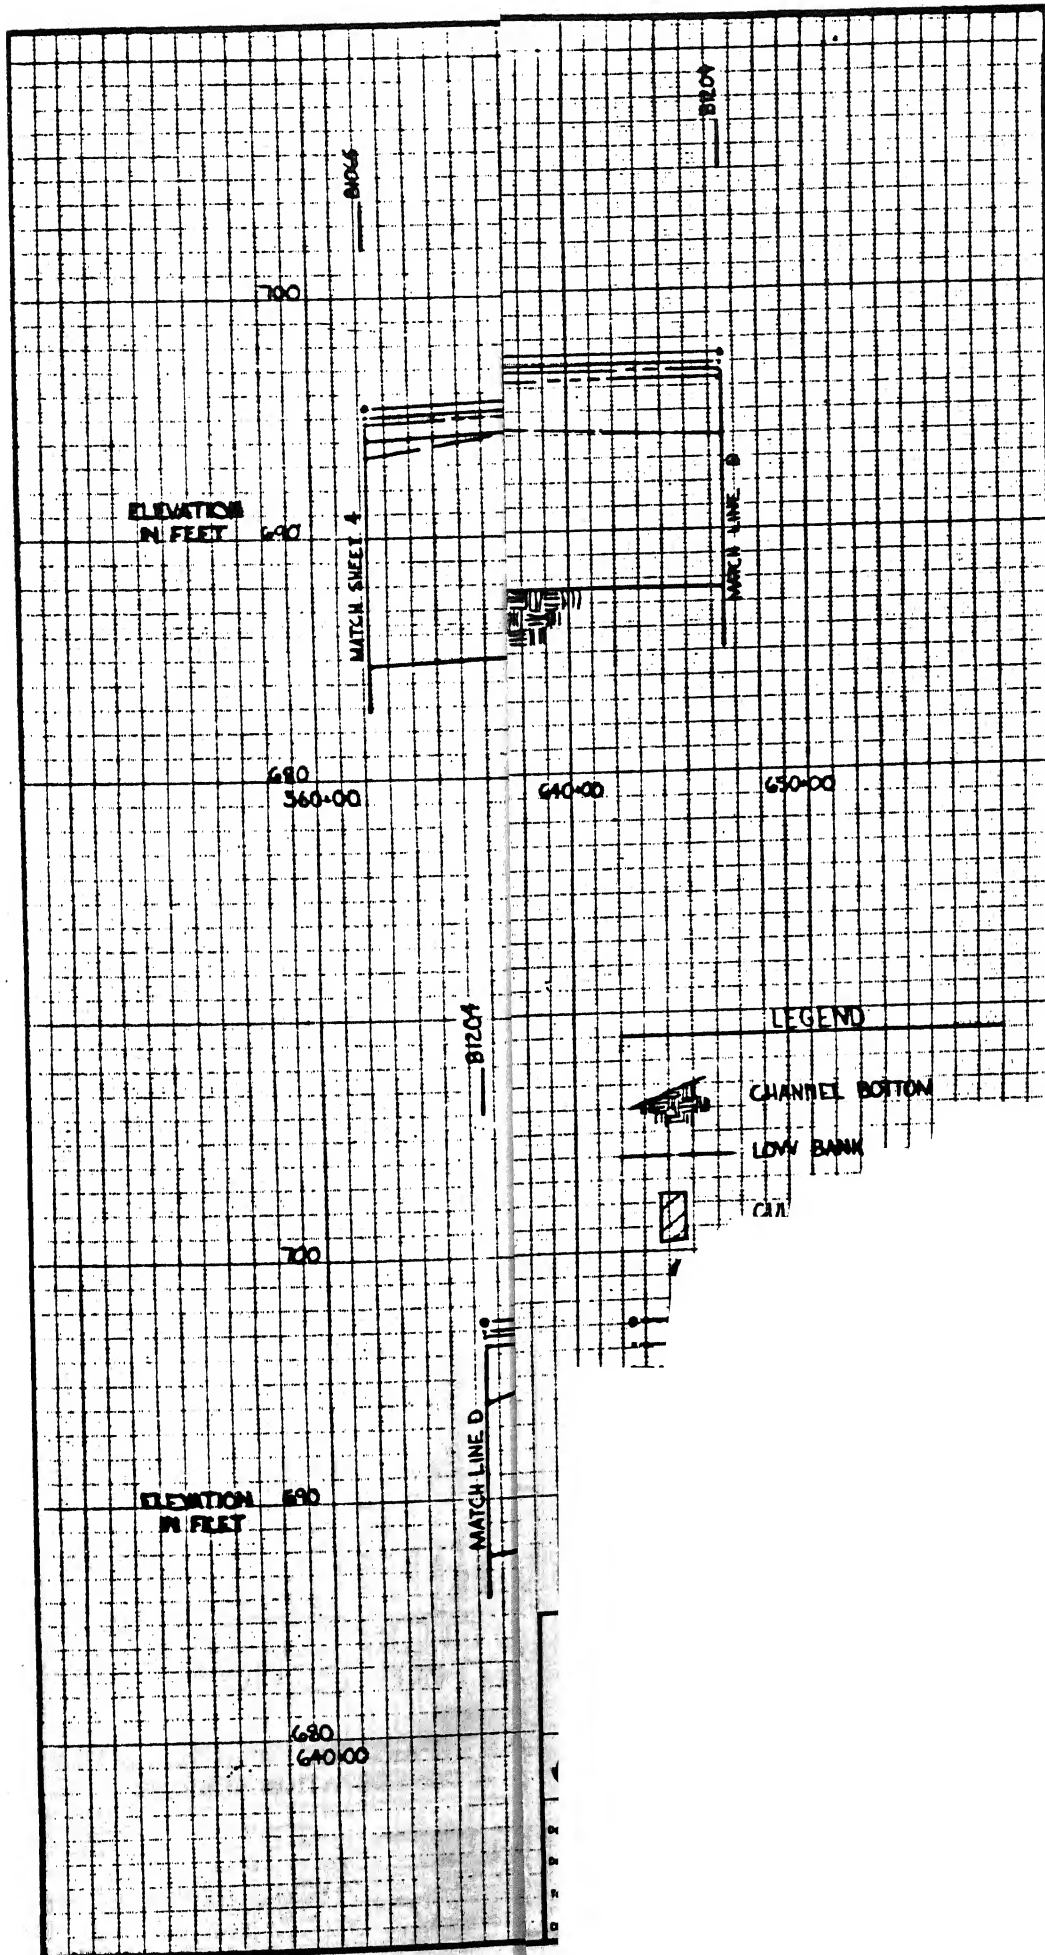 B1204
B1066
700
ELEVATION
IN FEET 690
MATCH SHEET 4
MATCH LINE
680
360+00
640+00
650+00
B1204
LEGEND
CHANNEL BOTTOM
LOW BANK
700
MATCH LINE D
ELEVATION 690
IN FEET
680
640+00